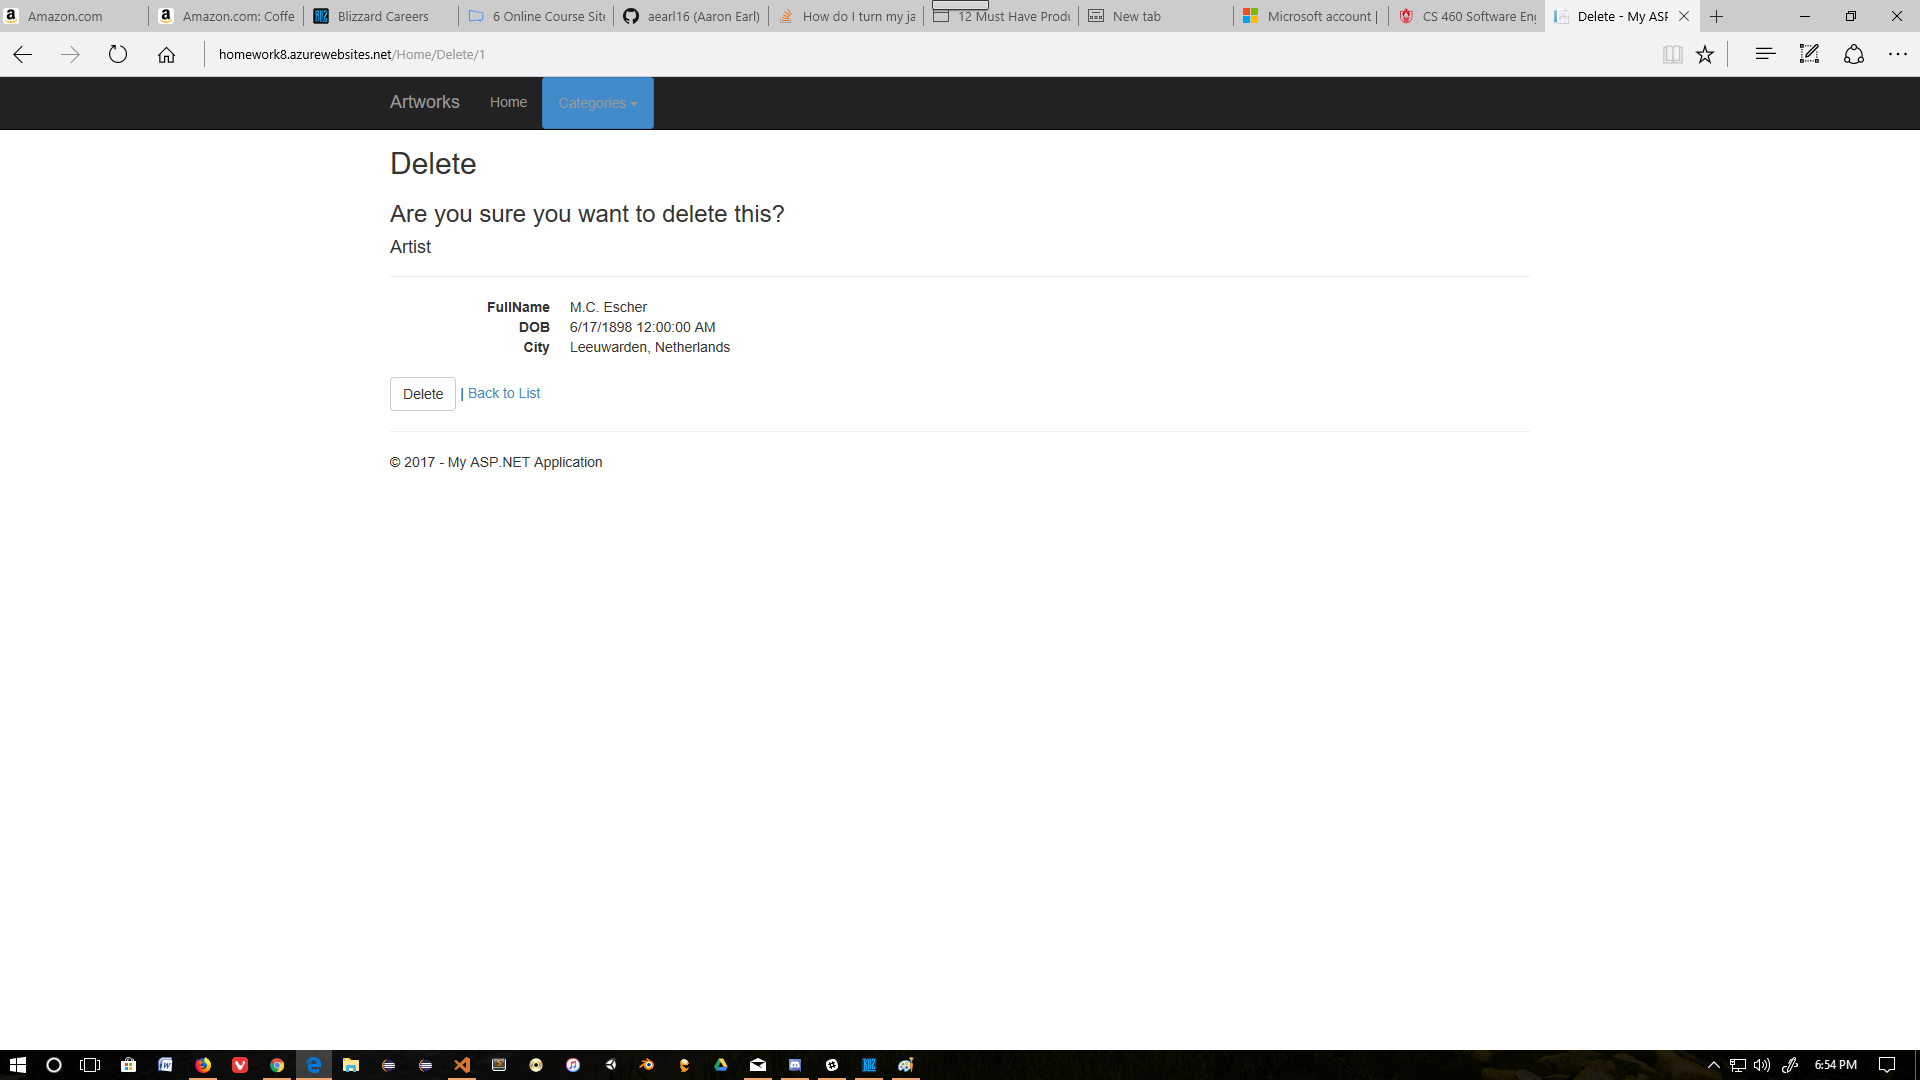 Amazon.com
Amazon.com: Coffe
Blizzard Careers
6 Online Course Site
aearl16 (Aaron Earl)
How do I turn my ja
12 Must Have Produ
New tab
Microsoft account |
CS 460 Software Eng
Delete - My ASP
homework8.azurewebsites.net/Home/Delete/1
Artworks Home Categories
Delete
Are you sure you want to delete this?
Artist
FullName M.C. Escher
DOB 6/17/1898 12:00:00 AM
City Leeuwarden, Netherlands
Delete | Back to List
© 2017 - My ASP.NET Application
6:54 PM